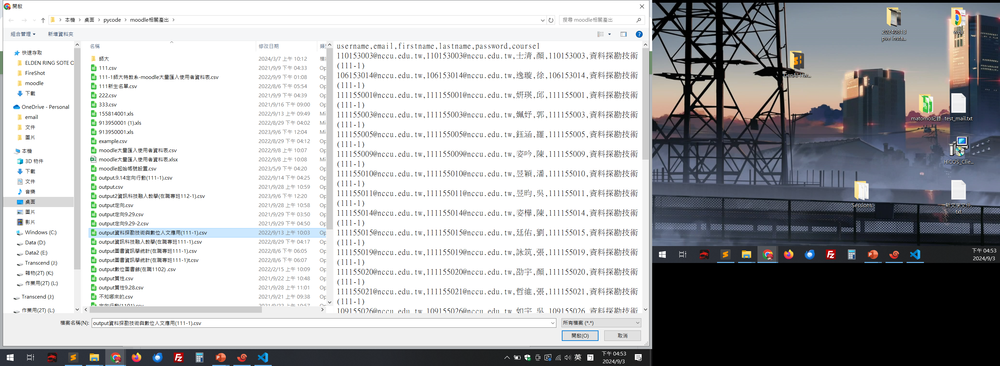 開啟
本機 桌面 pycode moodle相關產出
搜尋 moodle相關產出
組合管理 新增資料夾
快速存取
ELDEN RING SOTE O
FireShot
moodle
下載
OneDrive - Personal
email
文件
圖片
本機
3D 物件
下載
文件
音樂
桌面
圖片
影片
Windows (C:)
Data (D:)
Data2 (E:)
Transcend (J:)
雜物(2T) (K:)
作業用(2T) (L:)
Transcend (J:)
作業用(2T) (L:)
名稱 修改日期
師大 2024/3/7 上午 10:12
111.csv 2021/9/9 下午 04:33 Op
111-1師大特教系-moodle大量匯入使用者資料表.csv 2022/9/9 下午 01:08 Op
111新生名單.csv 2022/8/6 下午 05:54 Op
222.csv 2021/9/9 下午 04:39 Op
333.csv 2021/9/16 下午 09:00 Op
155814001.xls 2022/9/13 下午 09:49 Mi
913950001 (1).xls 2022/8/29 下午 04:02 Mi
913950001.xls 2023/9/6 下午 12:04 Mi
example.csv 2022/8/29 下午 04:12 Op
moodle大量匯入使用者資料表.csv 2022/9/8 上午 10:07 Op
moodle大量匯入使用者資料表.xlsx 2022/9/8 上午 10:08 Mi
moodle起始帳號設置.csv 2023/5/9 下午 04:20 Op
output.9.14定向行動(111-1).csv 2022/9/14 下午 04:25 Op
output.csv 2021/9/28 上午 10:59 Op
output2資訊科技融入教學(在職專班112-1).csv 2023/9/6 下午 12:20 Op
output定向.csv 2021/9/28 上午 10:58 Op
output定向9.29.csv 2021/9/29 下午 03:50 Op
output定向9.29-2.csv 2021/9/29 下午 04:50 Op
output資料探勘技術與數位人文應用(111-1).csv 2022/9/13 上午 10:03 Op
output資訊科技融入教學(在職專班111-1).csv 2022/8/29 下午 04:17 Op
output圖書資訊學統計(在職專班111-1).csv 2022/8/6 下午 06:05 Op
output圖書資訊學統計(在職專班111-1)t.csv 2022/8/6 下午 06:07 Op
output數位圖書館(在職1102) .csv 2022/2/15 上午 10:09 Op
output質性.csv 2021/9/22 上午 10:48 Op
output質性9.28.csv 2021/9/28 上午 11:01 Op
不知哪來的.csv 2021/9/21 上午 09:38 Op
定向行動(1101).csv 2021/9/22 上午 10:57 Op
username,email,firstname,lastname,password,course1
110153003@nccu.edu.tw,110153003@nccu.edu.tw,士清,顏,110153003,資料探勘技術
(111-1)
106153014@nccu.edu.tw,106153014@nccu.edu.tw,逸璇,徐,106153014,資料探勘技術
(111-1)
111155001@nccu.edu.tw,111155001@nccu.edu.tw,妍瑛,邱,111155001,資料探勘技術
(111-1)
111155003@nccu.edu.tw,111155003@nccu.edu.tw,姵妤,郭,111155003,資料探勘技術
(111-1)
111155005@nccu.edu.tw,111155005@nccu.edu.tw,鈺涵,羅,111155005,資料探勘技術
(111-1)
111155009@nccu.edu.tw,111155009@nccu.edu.tw,姿吟,陳,111155009,資料探勘技術
(111-1)
111155010@nccu.edu.tw,111155010@nccu.edu.tw,昱穎,潘,111155010,資料探勘技術
(111-1)
111155011@nccu.edu.tw,111155011@nccu.edu.tw,昱昀,吳,111155011,資料探勘技術
(111-1)
111155014@nccu.edu.tw,111155014@nccu.edu.tw,姿樺,陳,111155014,資料探勘技術
(111-1)
111155015@nccu.edu.tw,111155015@nccu.edu.tw,廷佑,劉,111155015,資料探勘技術
(111-1)
111155019@nccu.edu.tw,111155019@nccu.edu.tw,詠筑,張,111155019,資料探勘技術
(111-1)
111155020@nccu.edu.tw,111155020@nccu.edu.tw,劭宇,顏,111155020,資料探勘技術
(111-1)
111155021@nccu.edu.tw,111155021@nccu.edu.tw,哲維,張,111155021,資料探勘技術
(111-1)
109155026@nccu.edu.tw,109155026@nccu.edu.tw,如宇,吳,109155026,資料探勘技術
檔案名稱(N): output資料探勘技術與數位人文應用(111-1).csv
所有檔案 (*.*)
開啟(O) 取消
英
下午 04:53
2024/9/3
20240813
pve insta...
web
GenAI-Hw...
matomo紀錄
test_mail.txt
HiCOS_Clie...
Sessions
新文字文件.
txt
下午 04:53
2024/9/3